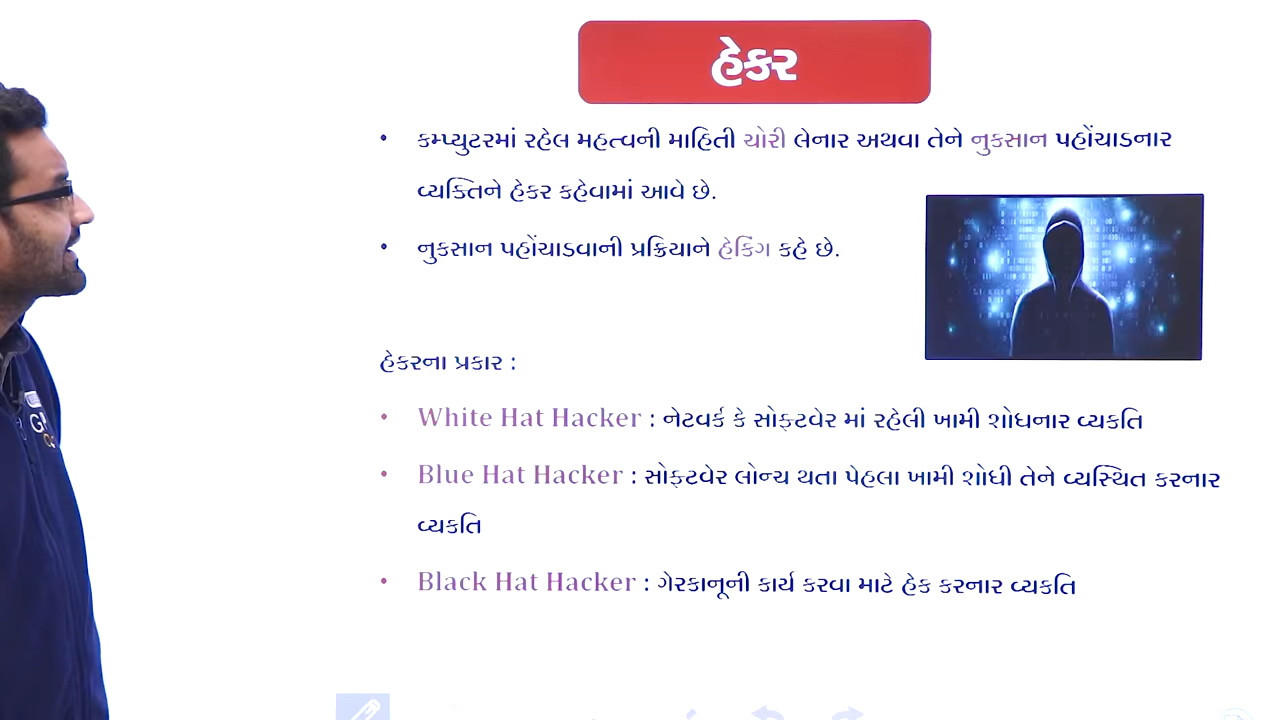 હેકર
• કમ્પ્યુટરમાં રહેલ મહત્વની માહિતી ચોરી લેનાર અથવા તેને નુકસાન પહોંચાડનાર
વ્યક્તિને હેકર કહેવામાં આવે છે.
• નુકસાન પહોંચાડવાની પ્રક્રિયાને હેકિંગ કહે છે.
હેકરના પ્રકાર :
• White Hat Hacker : નેટવર્ક કે સોફ્ટવેર માં રહેલી ખામી શોધનાર વ્યકતિ
• Blue Hat Hacker : સોફ્ટવેર લોન્ચ થતા પેહલા ખામી શોધી તેને વ્યસ્થિત કરનાર
વ્યકતિ
• Black Hat Hacker : ગેરકાનૂની કાર્ય કરવા માટે હેક કરનાર વ્યકતિ